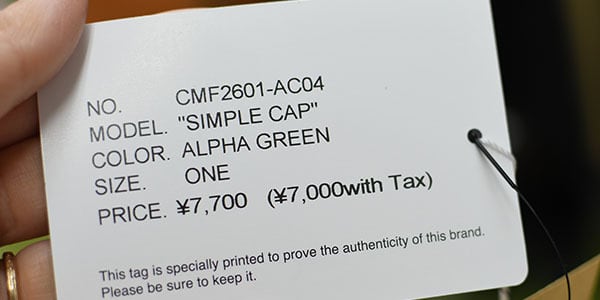 NO. CMF2601-AC04
MODEL. "SIMPLE CAP"
COLOR. ALPHA GREEN
SIZE. ONE
PRICE. ¥7,700 (¥7,000with Tax)
This tag is specially printed to prove the authenticity of this brand.
Please be sure to keep it.